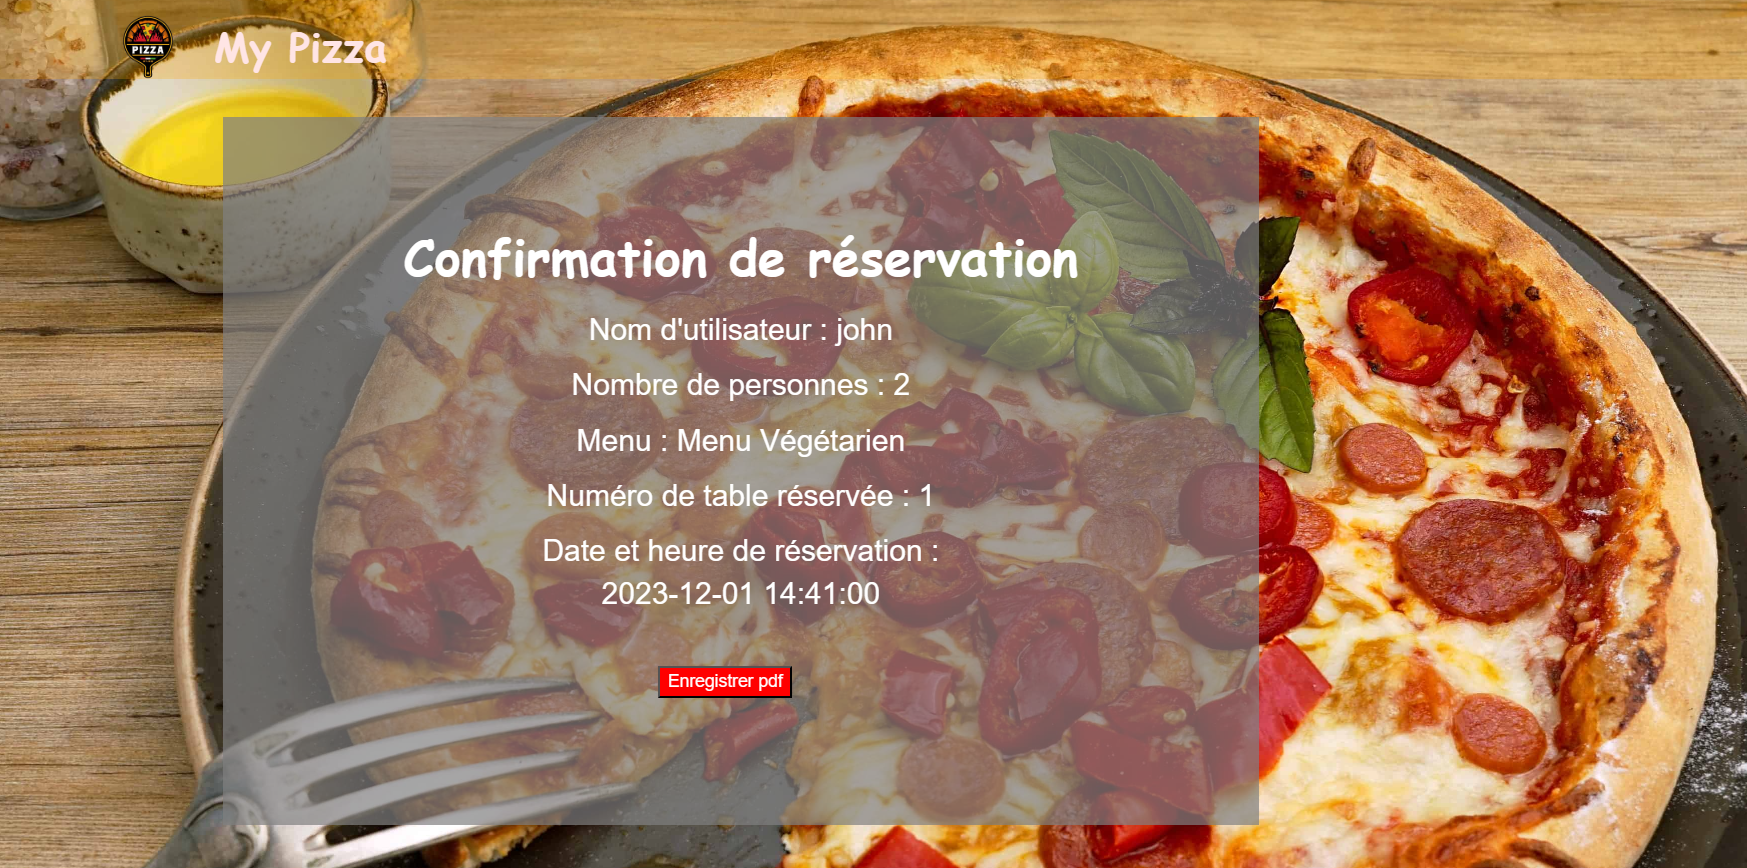 PIZZA
My Pizza
Confirmation de réservation
Nom d'utilisateur : john
Nombre de personnes : 2
Menu : Menu Végétarien
Numéro de table réservée : 1
Date et heure de réservation :
2023-12-01 14:41:00
Enregistrer pdf